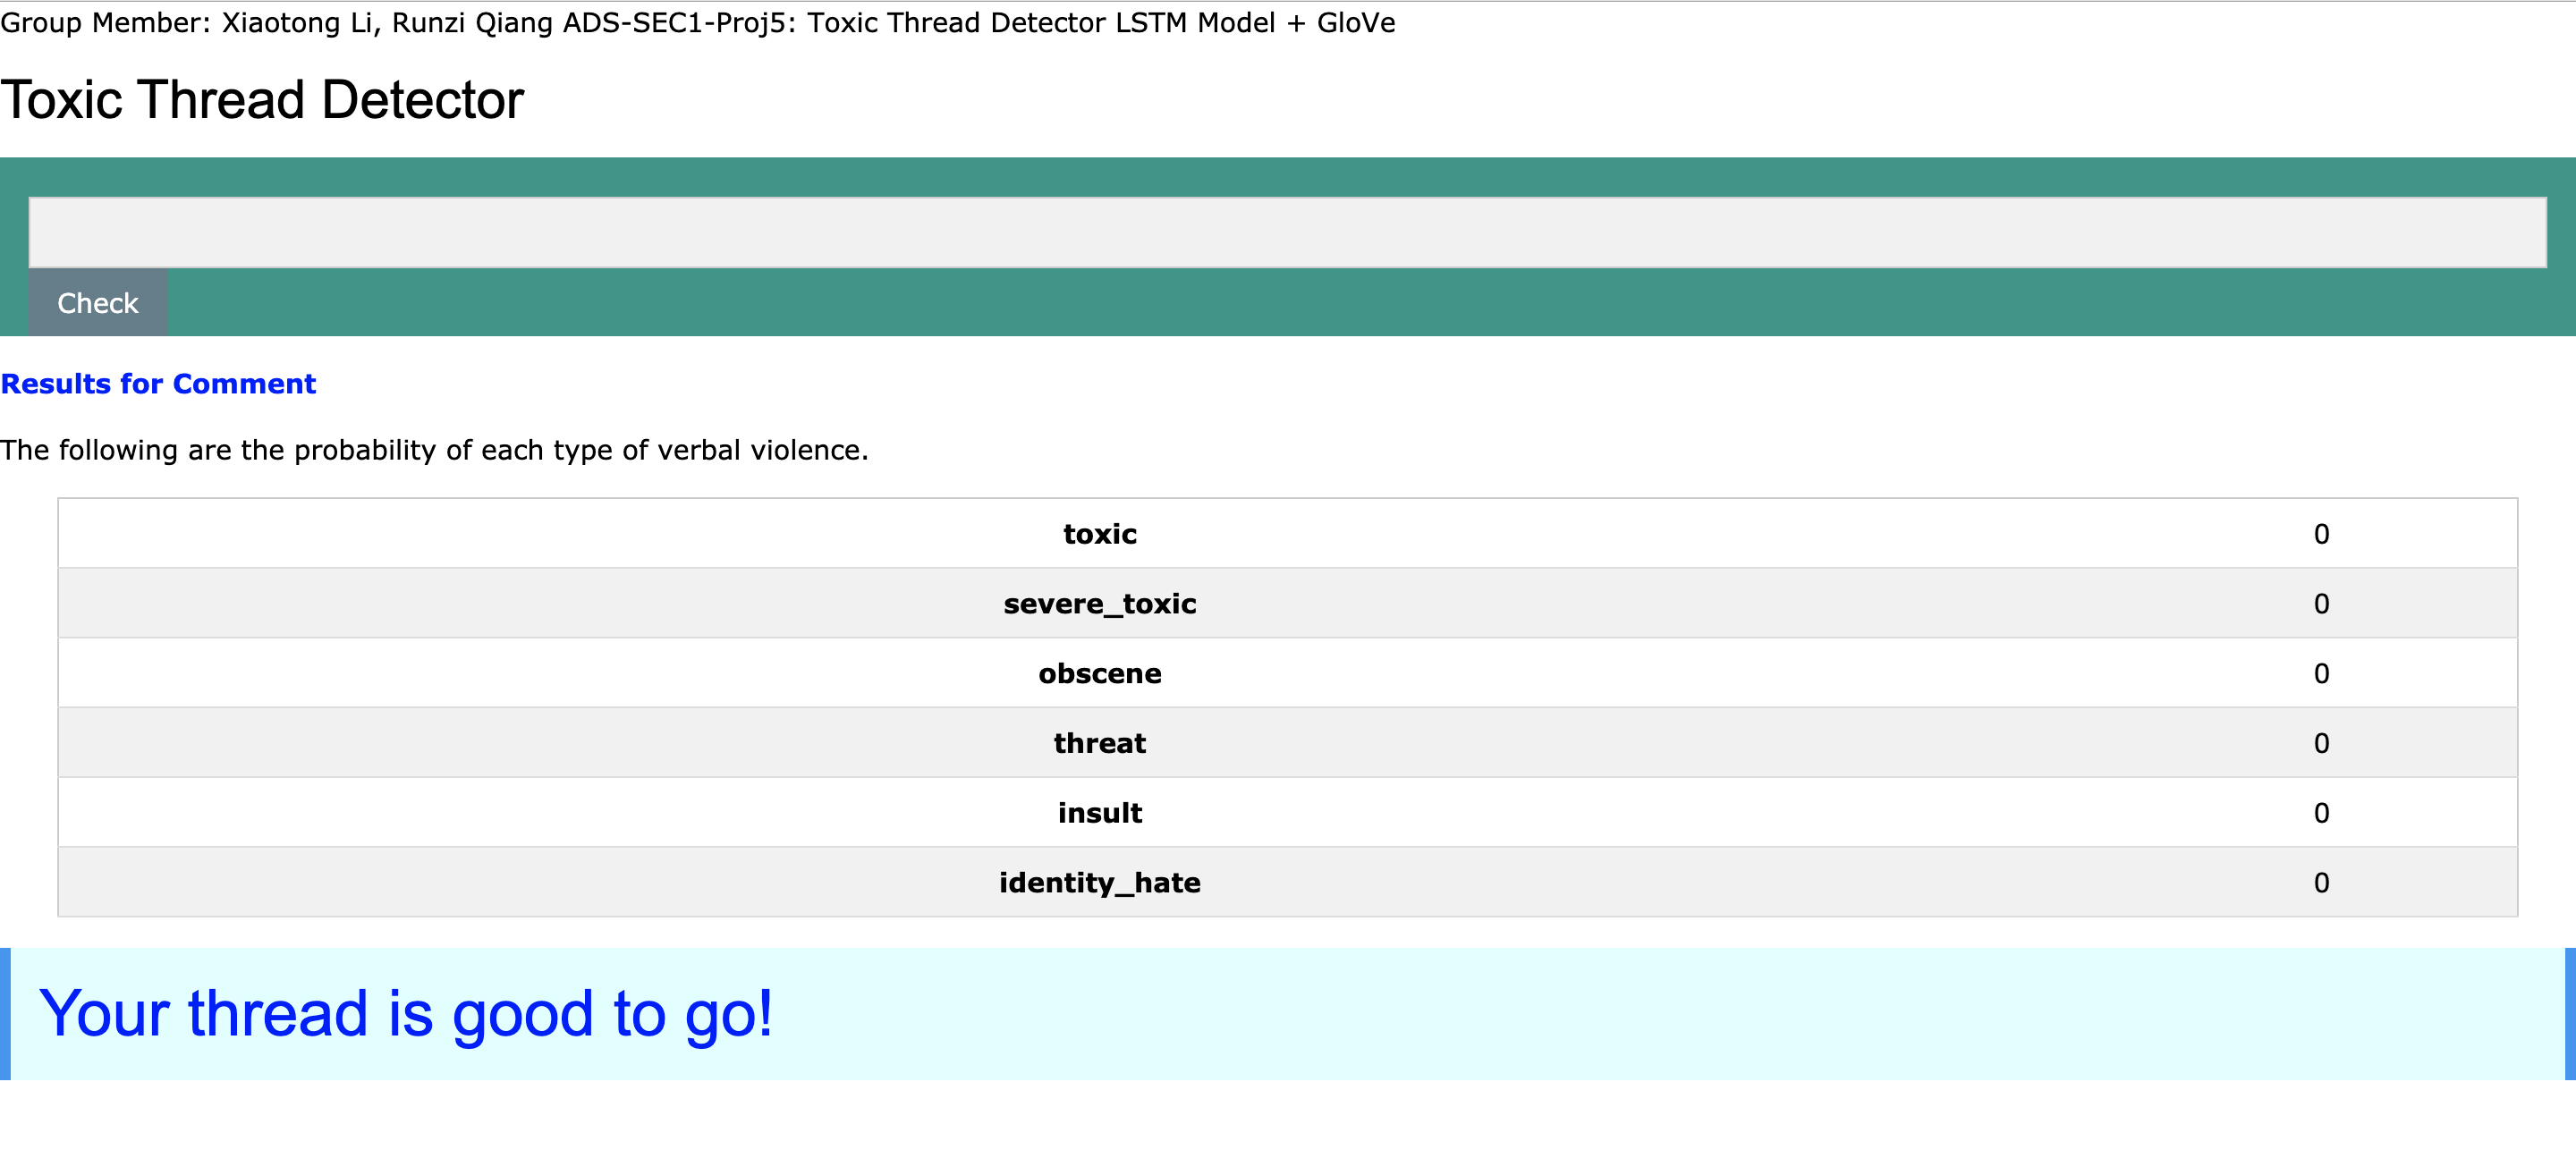 Group Member: Xiaotong Li, Runzi Qiang ADS-SEC1-Proj5: Toxic Thread Detector LSTM Model + GloVe
Toxic Thread Detector
Check
Results for Comment
The following are the probability of each type of verbal violence.
toxic 0
severe_toxic 0
obscene 0
threat 0
insult 0
identity_hate 0
Your thread is good to go!